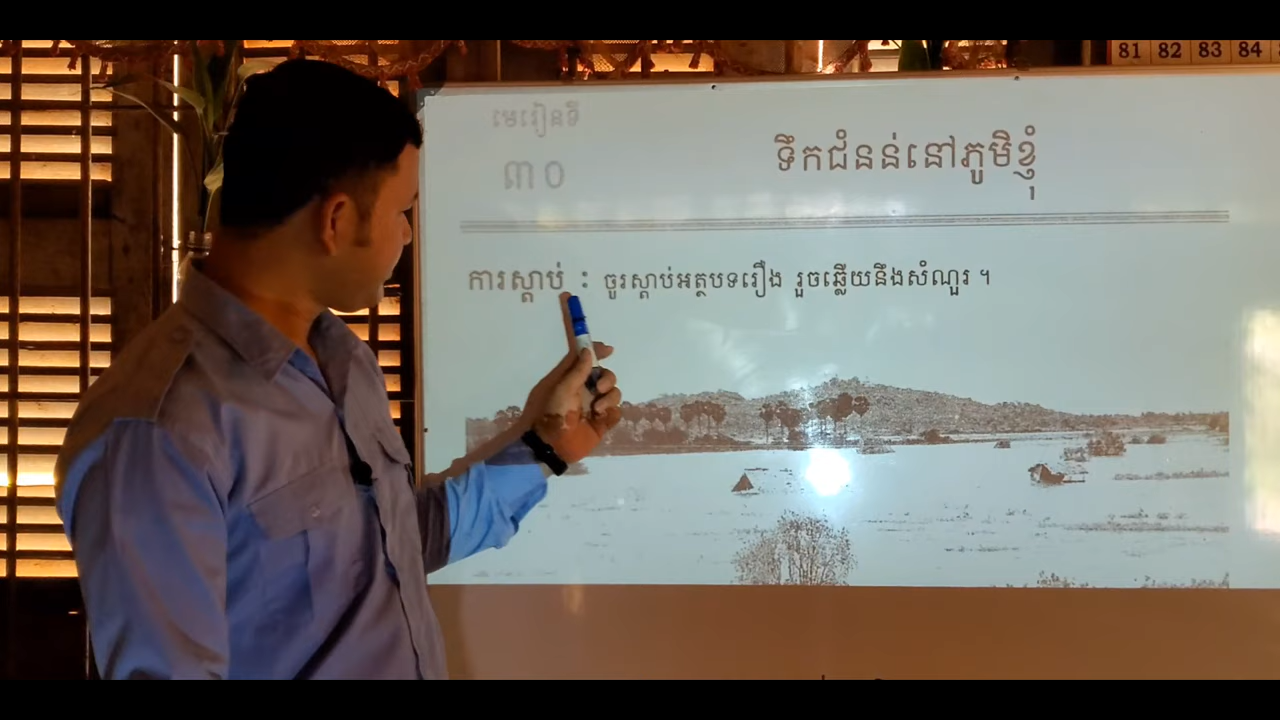 81 82 83 84
មេរៀនទី
៣០
ទឹកជំនន់នៅភូមិខ្ញុំ
ការស្ដាប់ ៖ ចូរស្ដាប់អត្ថបទរឿង រួចឆ្លើយនឹងសំណួរ ។